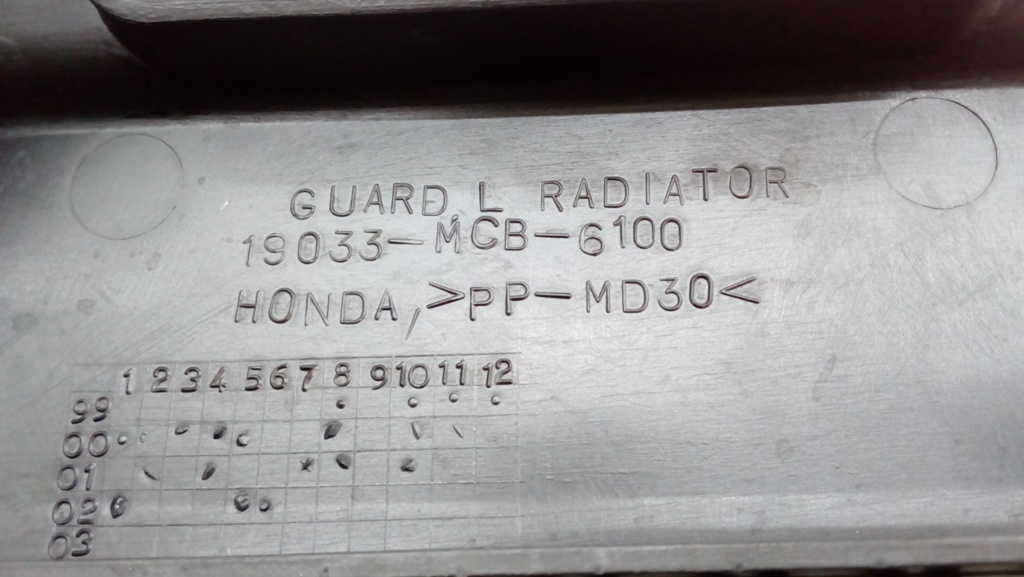 GUARD, L RADIATOR
19033-MCB-6100
HONDA, >PP-MD30<
1 2 3 4 5 6 7 8 9 10 11 12
99
00
01
02
03